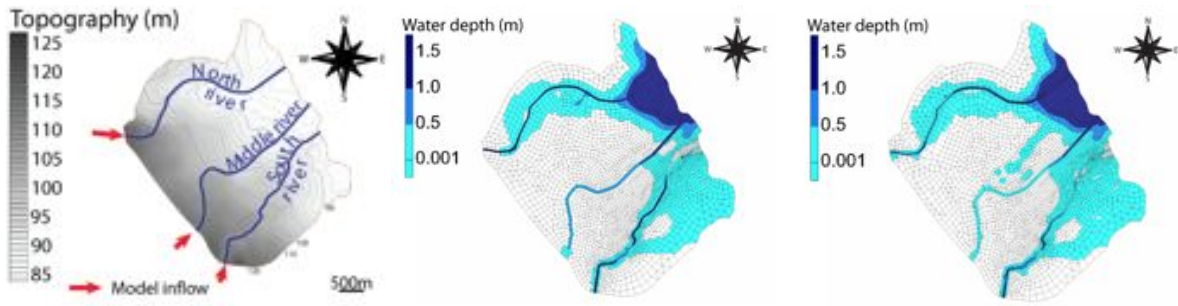 Topography (m)
125
120
115
110
105
100
95
90
85
N
W
E
S
North
river
Middle river
South
river
Model inflow
500m
Water depth (m)
1.5
1.0
0.5
0.001
N
W
E
S
Water depth (m)
1.5
1.0
0.5
0.001
N
W
E
S